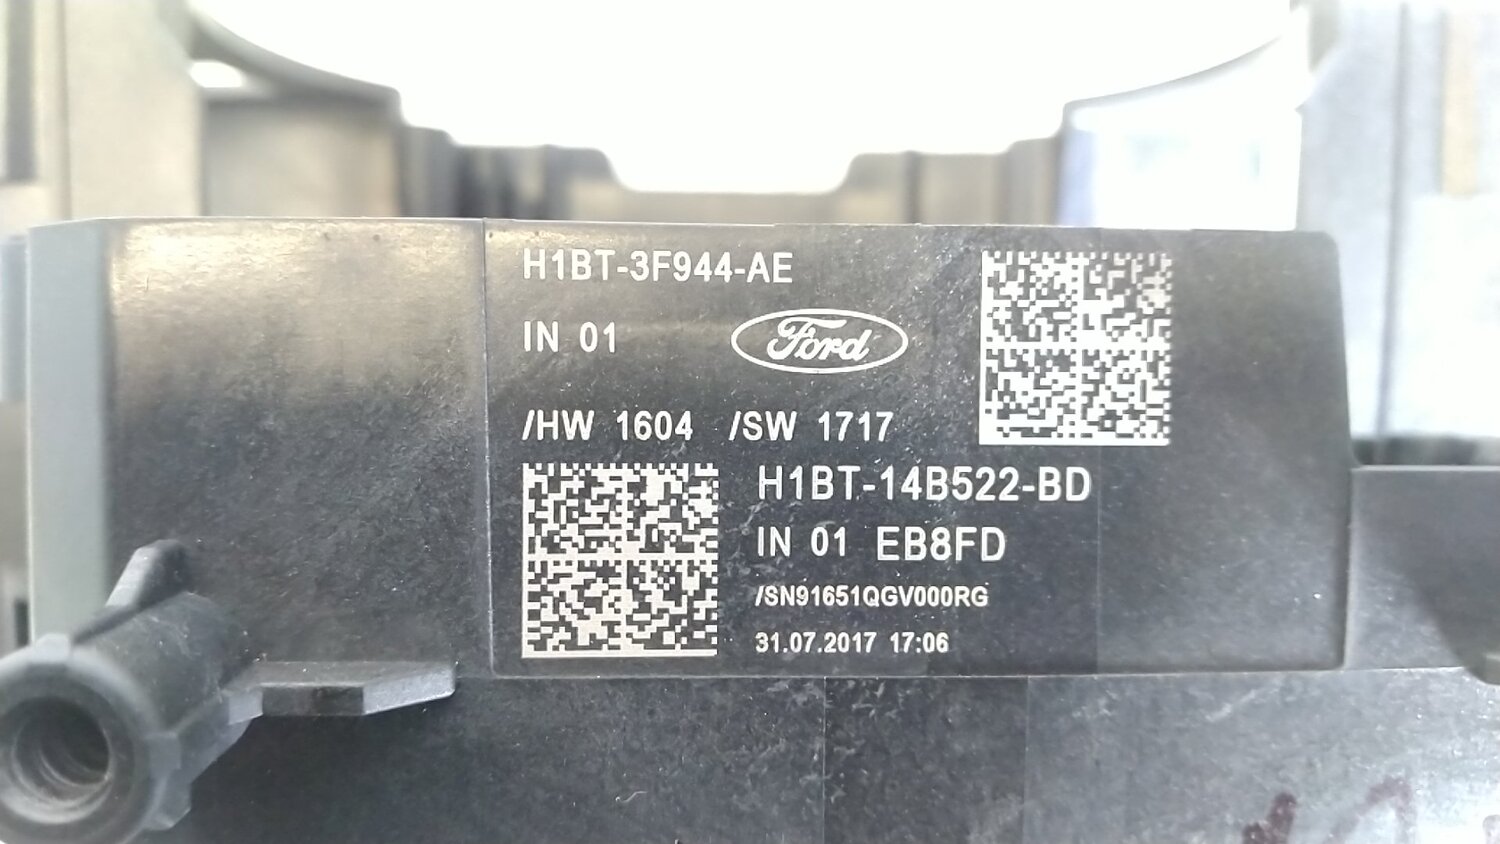 H1BT-3F944-AE
IN 01
Ford
/HW 1604 /SW 1717
H1BT-14B522-BD
IN 01 EB8FD
/SN91651QGV000RG
31.07.2017 17:06